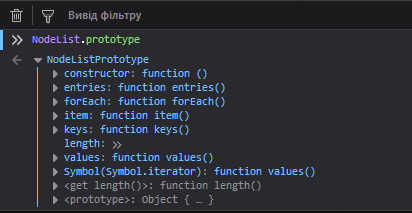 Вивід фільтру
NodeList.prototype
NodeListPrototype
constructor: function ()
entries: function entries()
forEach: function forEach()
item: function item()
keys: function keys()
length: »
values: function values()
Symbol(Symbol.iterator): function values()
<get length()>: function length()
<prototype>: Object { … }